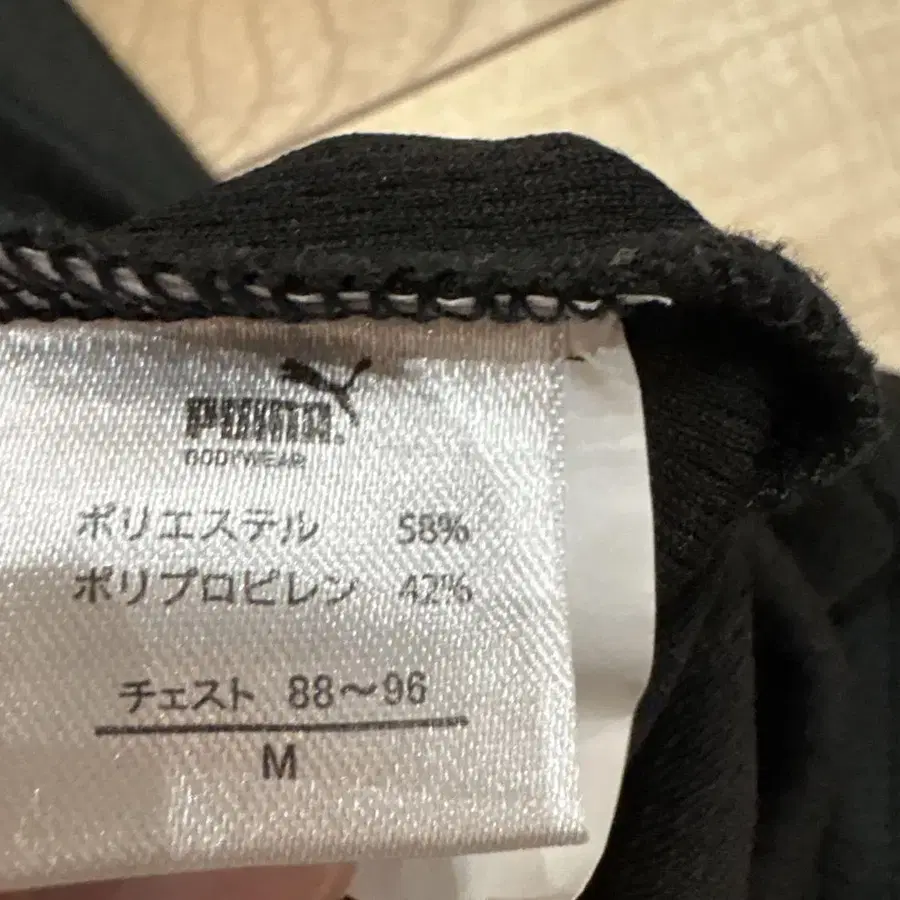 PUMA®
BODYWEAR
ポリエステル 58%
ポリプロピレン 42%
チェスト 88〜96
M